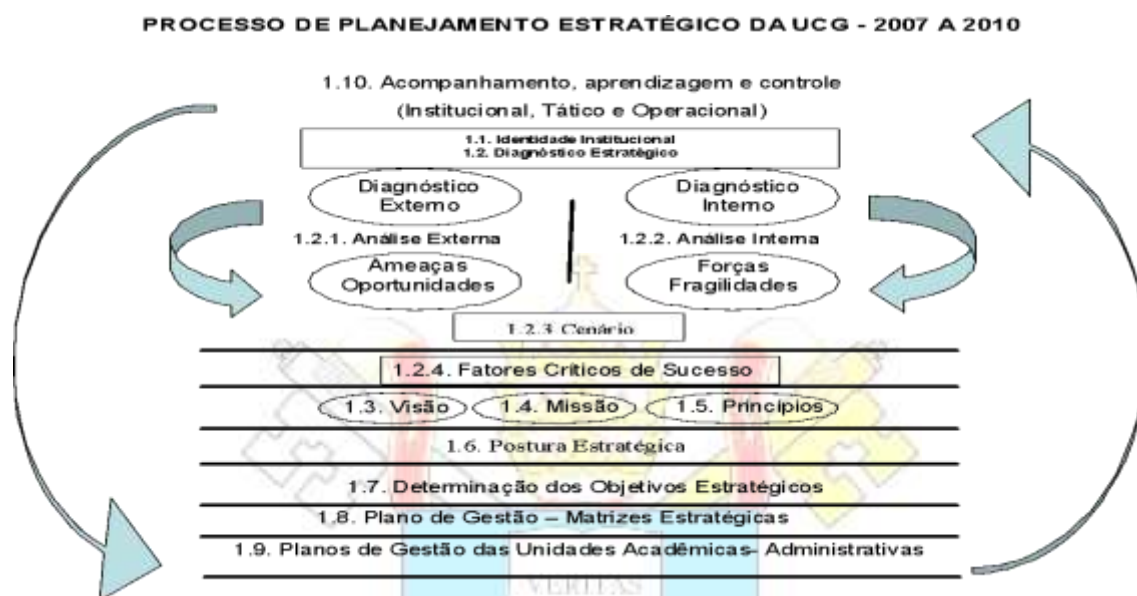 PROCESSO DE PLANEJAMENTO ESTRATÉGICO DA UCG - 2007 A 2010
1.10. Acompanhamento, aprendizagem e controle
(Institucional, Tático e Operacional)
1.1. Identidade Institucional
1.2. Diagnóstico Estratégico
Diagnóstico
Externo
Diagnóstico
Interno
1.2.1. Análise Externa
1.2.2. Análise Interna
Ameaças
Oportunidades
Forças
Fragilidades
1.2.3 Cenário
1.2.4. Fatores Críticos de Sucesso
1.3. Visão
1.4. Missão
1.5. Princípios
1.6. Postura Estratégica
1.7. Determinação dos Objetivos Estratégicos
1.8. Plano de Gestão – Matrizes Estratégicas
1.9. Planos de Gestão das Unidades Acadêmicas- Administrativas
VERITAS